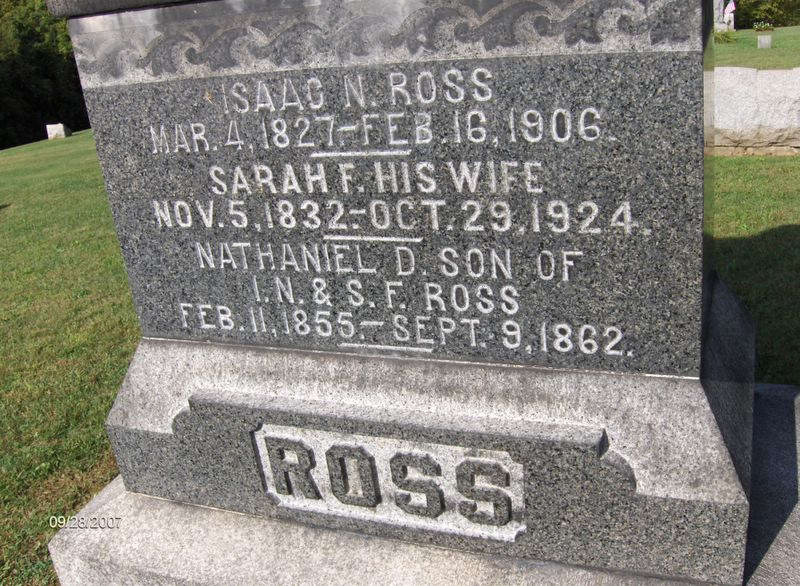 ISAAC N. ROSS
MAR. 4, 1827.-FEB. 16, 1906.
SARAH F. HIS WIFE
NOV. 5, 1832.-OCT. 29, 1924.
NATHANIEL D. SON OF
I. N. & S. F. ROSS
FEB. 11, 1855.-SEPT. 9, 1862.
ROSS
09/28/2007